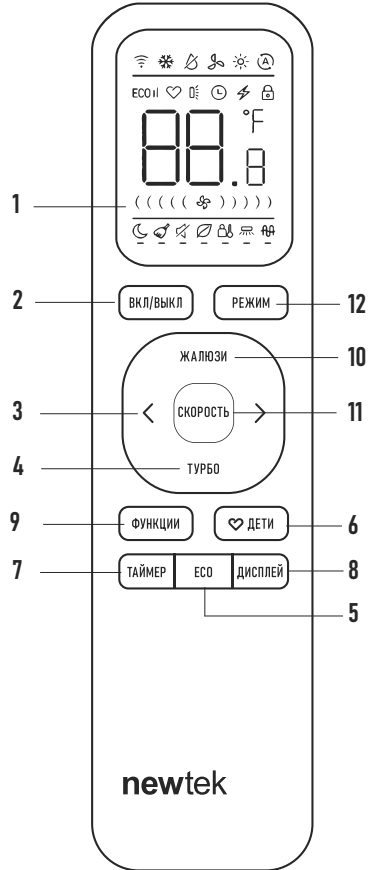 A
ECO
88.8 °F
1
2 ВКЛ/ВЫКЛ РЕЖИМ 12
ЖАЛЮЗИ 10
3 < СКОРОСТЬ > 11
4 ТУРБО
9 ФУНКЦИИ ДЕТИ 6
7 ТАЙМЕР ECO ДИСПЛЕЙ 8
5
newtek